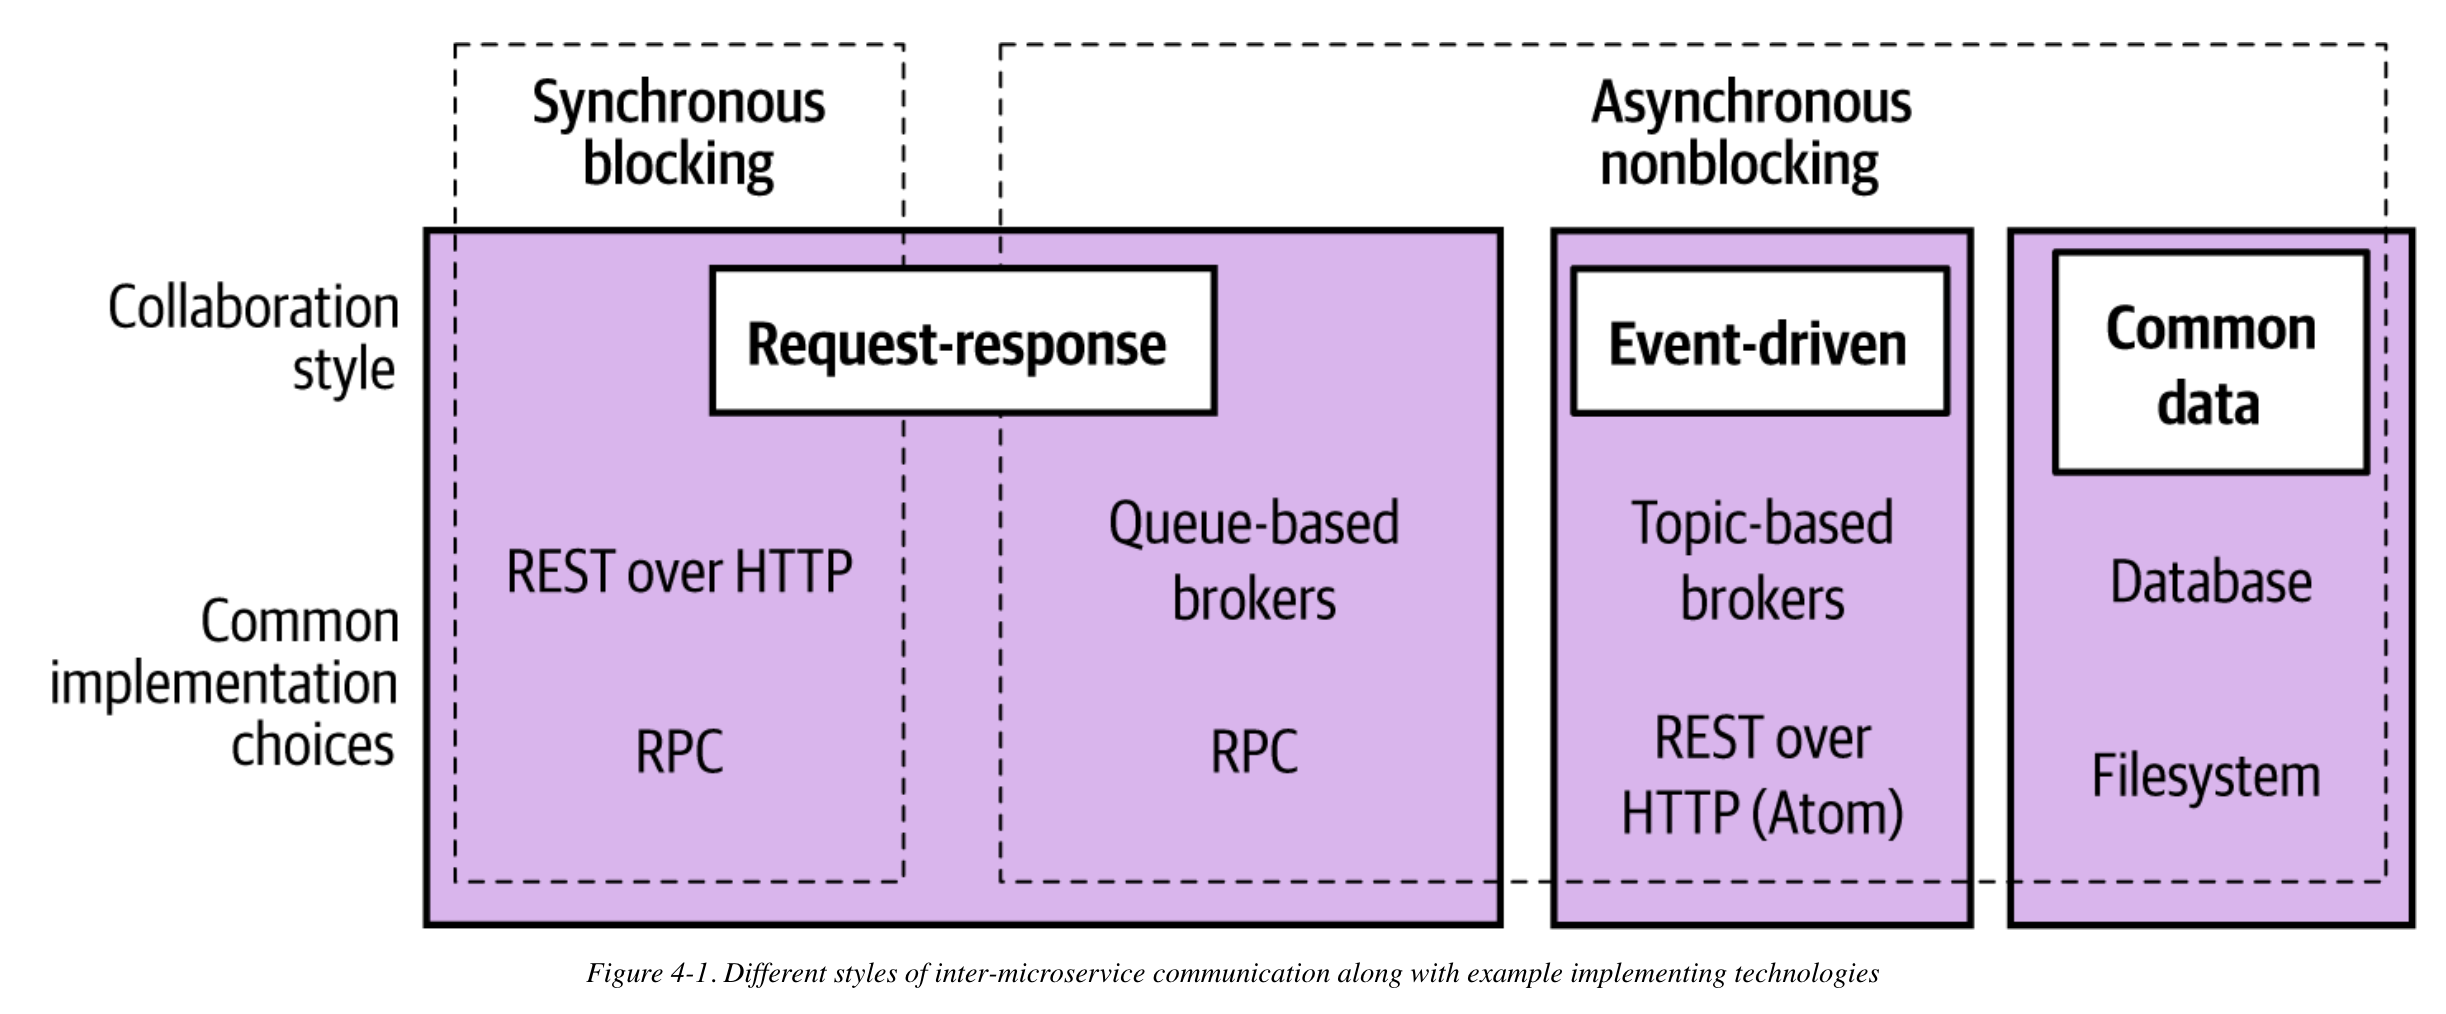 Synchronous
blocking
Asynchronous
nonblocking
Collaboration
style
Request-response
Event-driven
Common
data
Common
implementation
choices
REST over HTTP
RPC
Queue-based
brokers
RPC
Topic-based
brokers
REST over
HTTP (Atom)
Database
Filesystem
Figure 4-1. Different styles of inter-microservice communication along with example implementing technologies